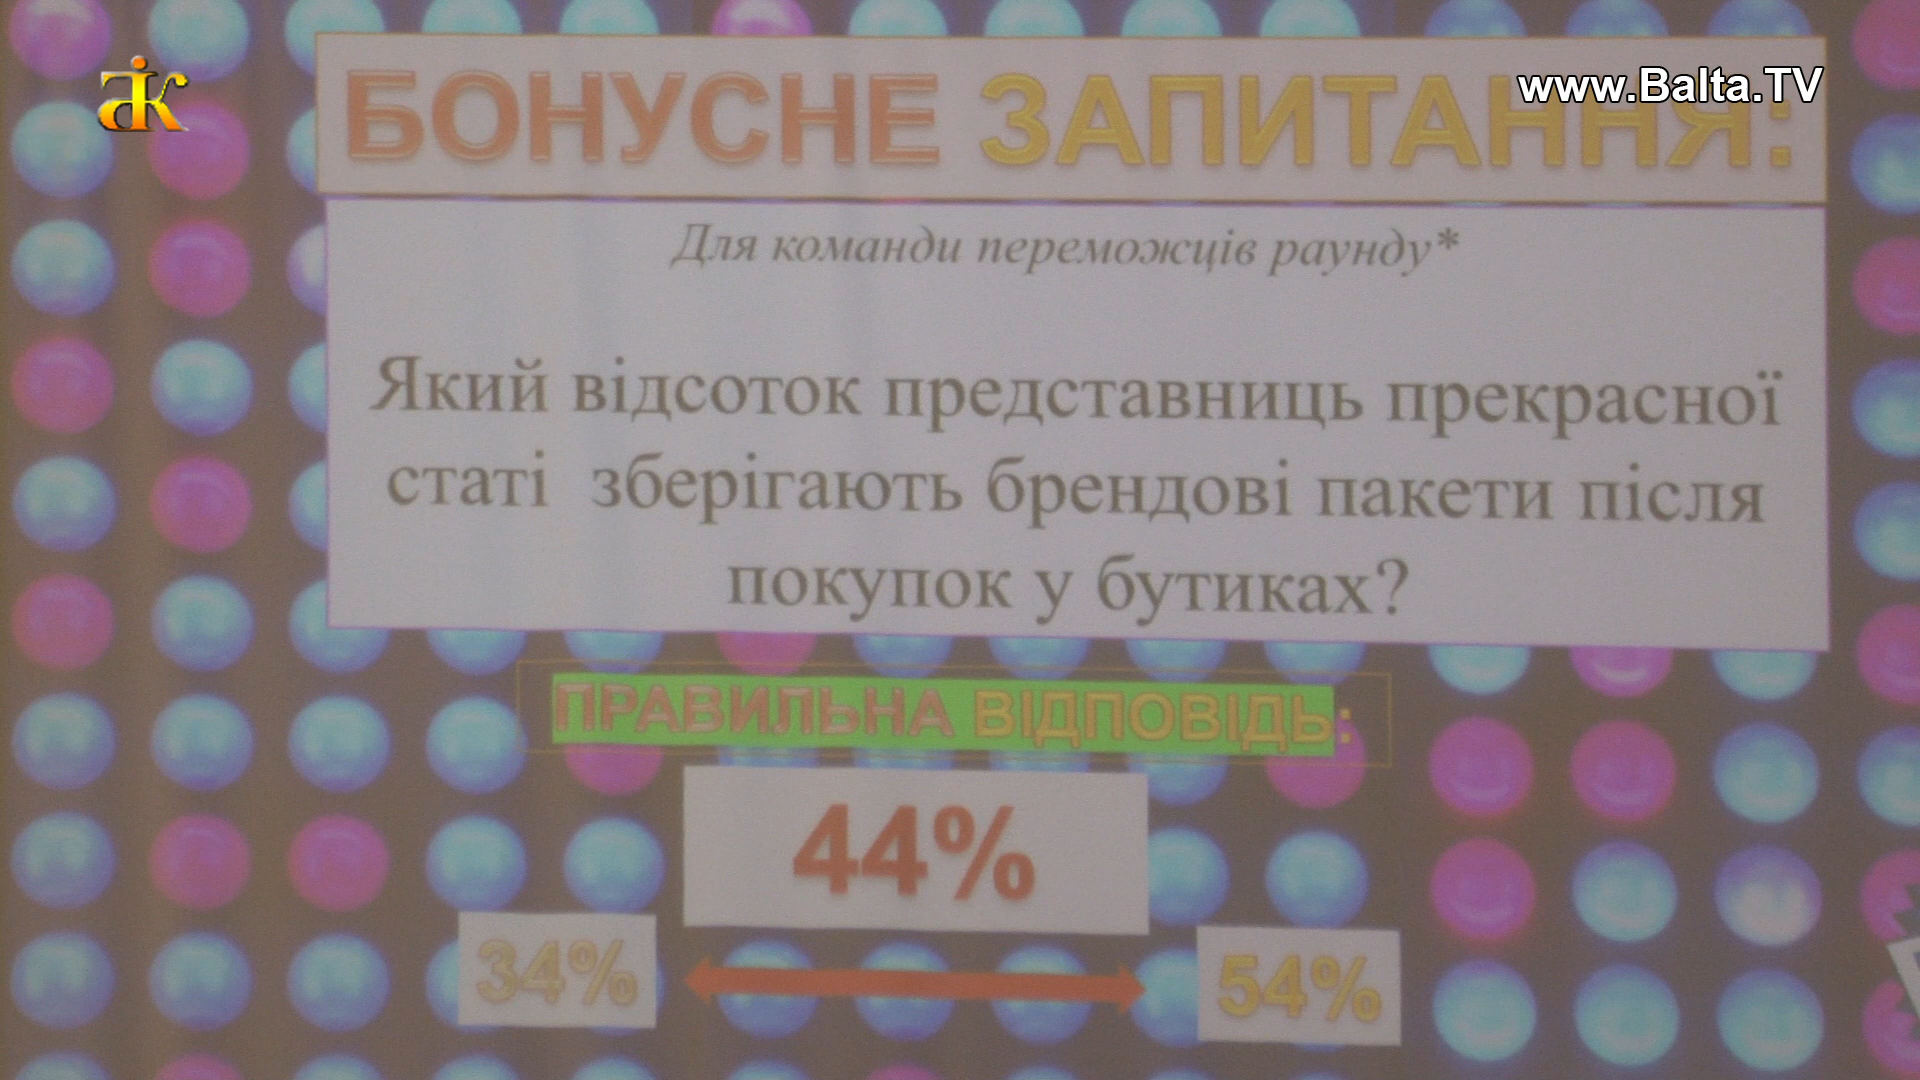 аік
www.Balta.TV
БОНУСНЕ ЗАПИТАННЯ:
Для команди переможців раунду*
Який відсоток представниць прекрасної
статі зберігають брендові пакети після
покупок у бутиках?
ПРАВИЛЬНА ВІДПОВІДЬ:
44%
34%
54%